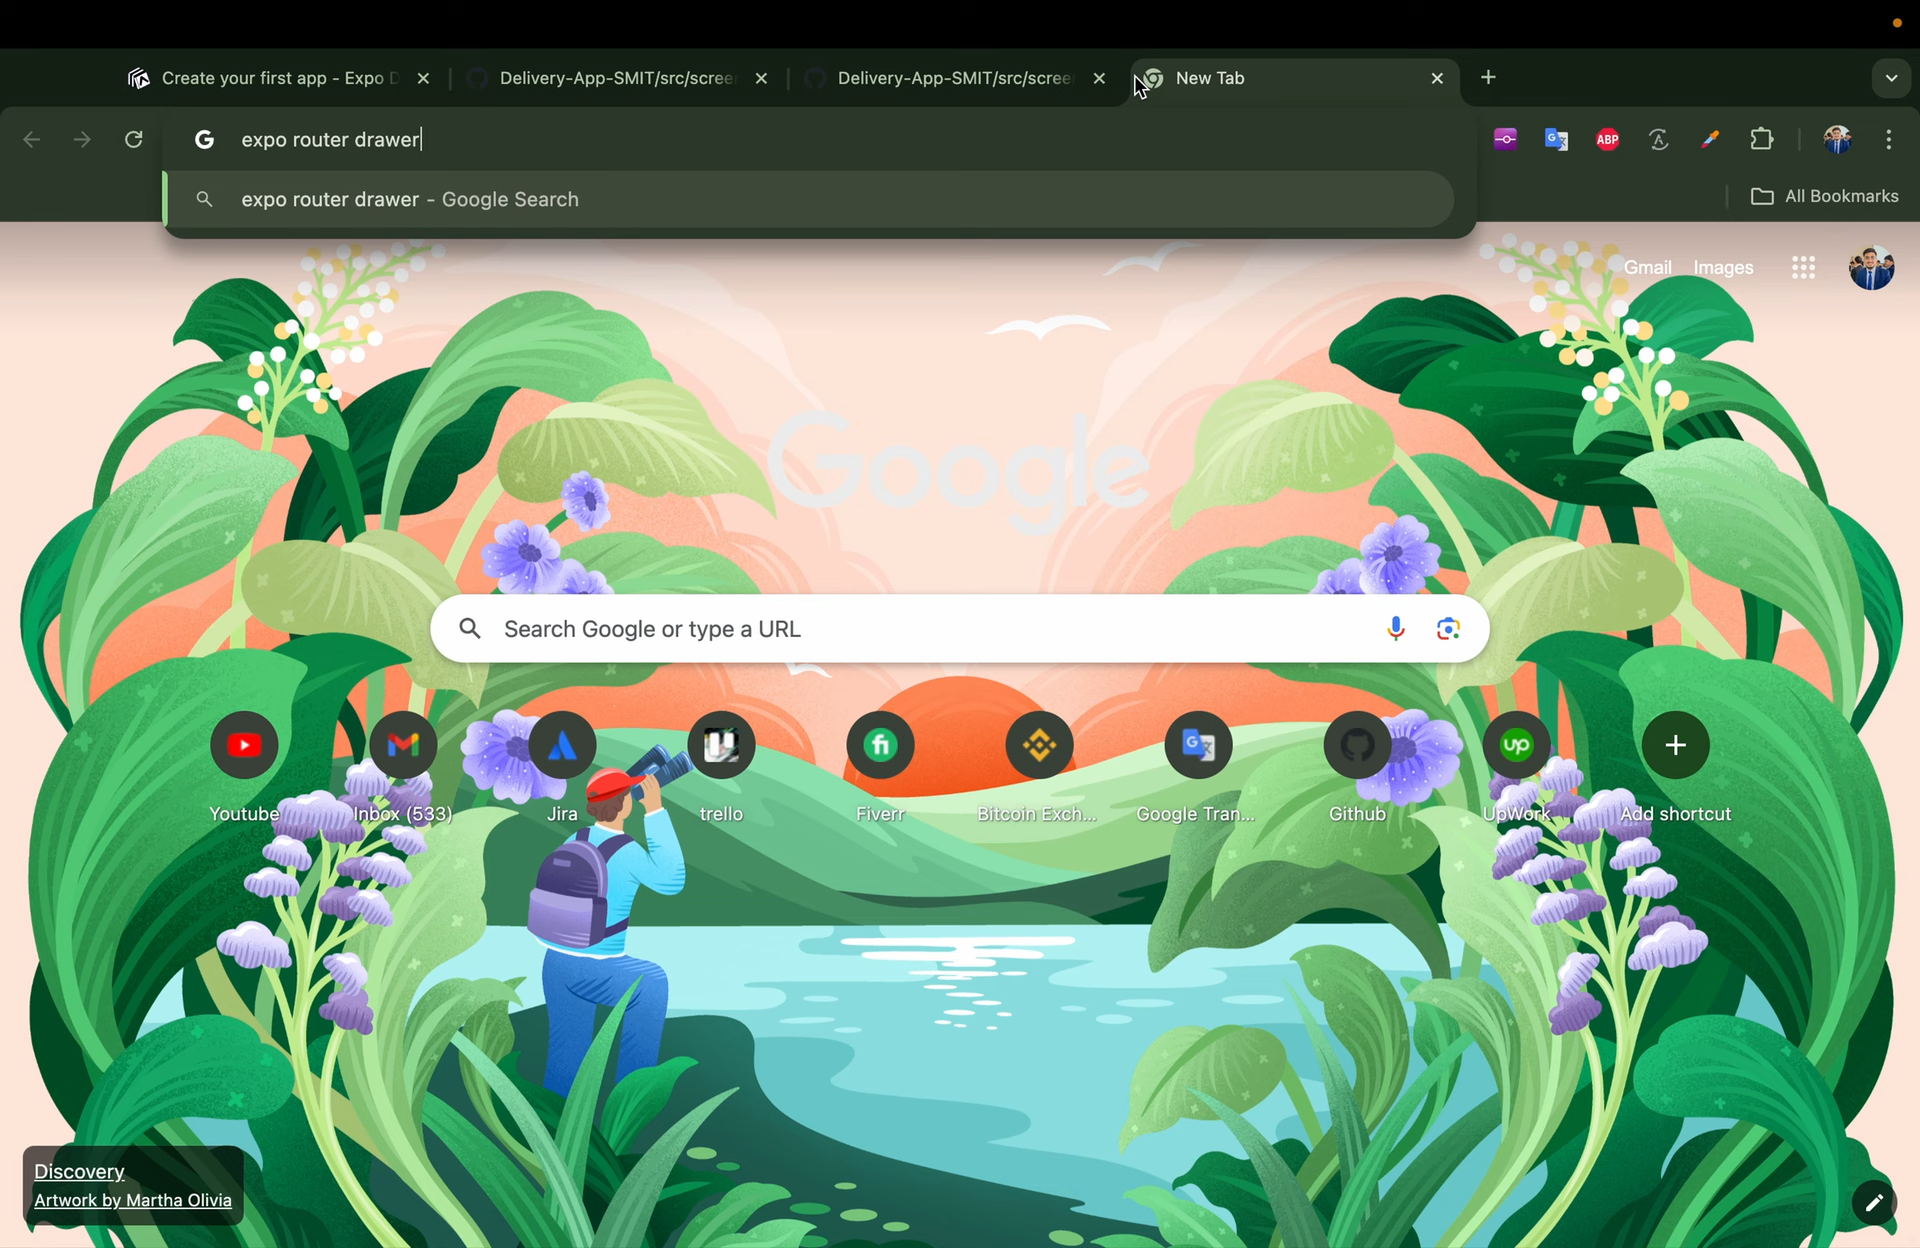 Create your first app - Expo D
Delivery-App-SMIT/src/scree
Delivery-App-SMIT/src/scree
New Tab
expo router drawer
ABP
expo router drawer - Google Search
All Bookmarks
Gmail
Images
Google
Search Google or type a URL
Youtube
Inbox (533)
Jira
trello
Fiverr
Bitcoin Exch...
Google Tran...
Github
UpWork
Add shortcut
Discovery
Artwork by Martha Olivia